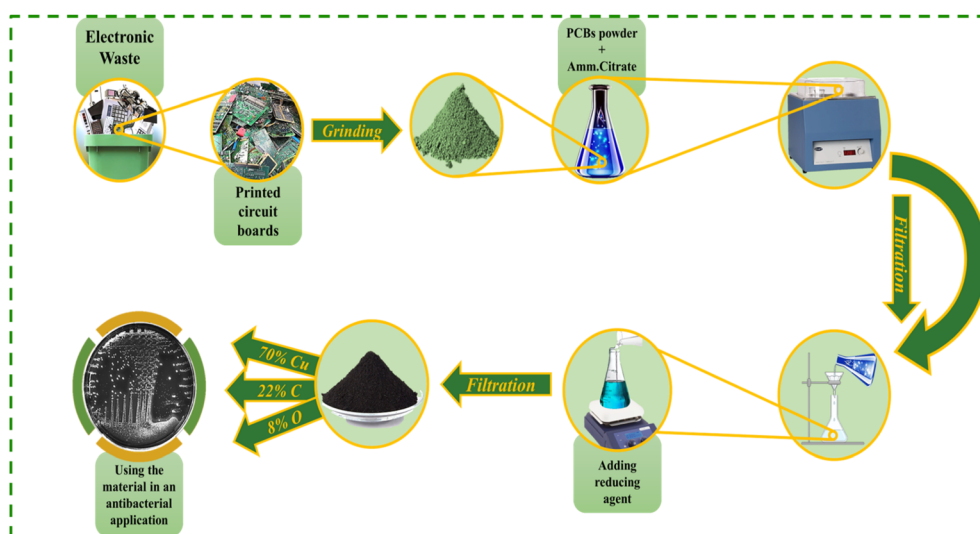 Electronic
Waste
Printed
circuit
boards
Grinding
PCBs powder
+
Amm.Citrate
Filtration
Adding
reducing
agent
Filtration
70% Cu
22% C
8% O
Using the
material in an
antibacterial
application